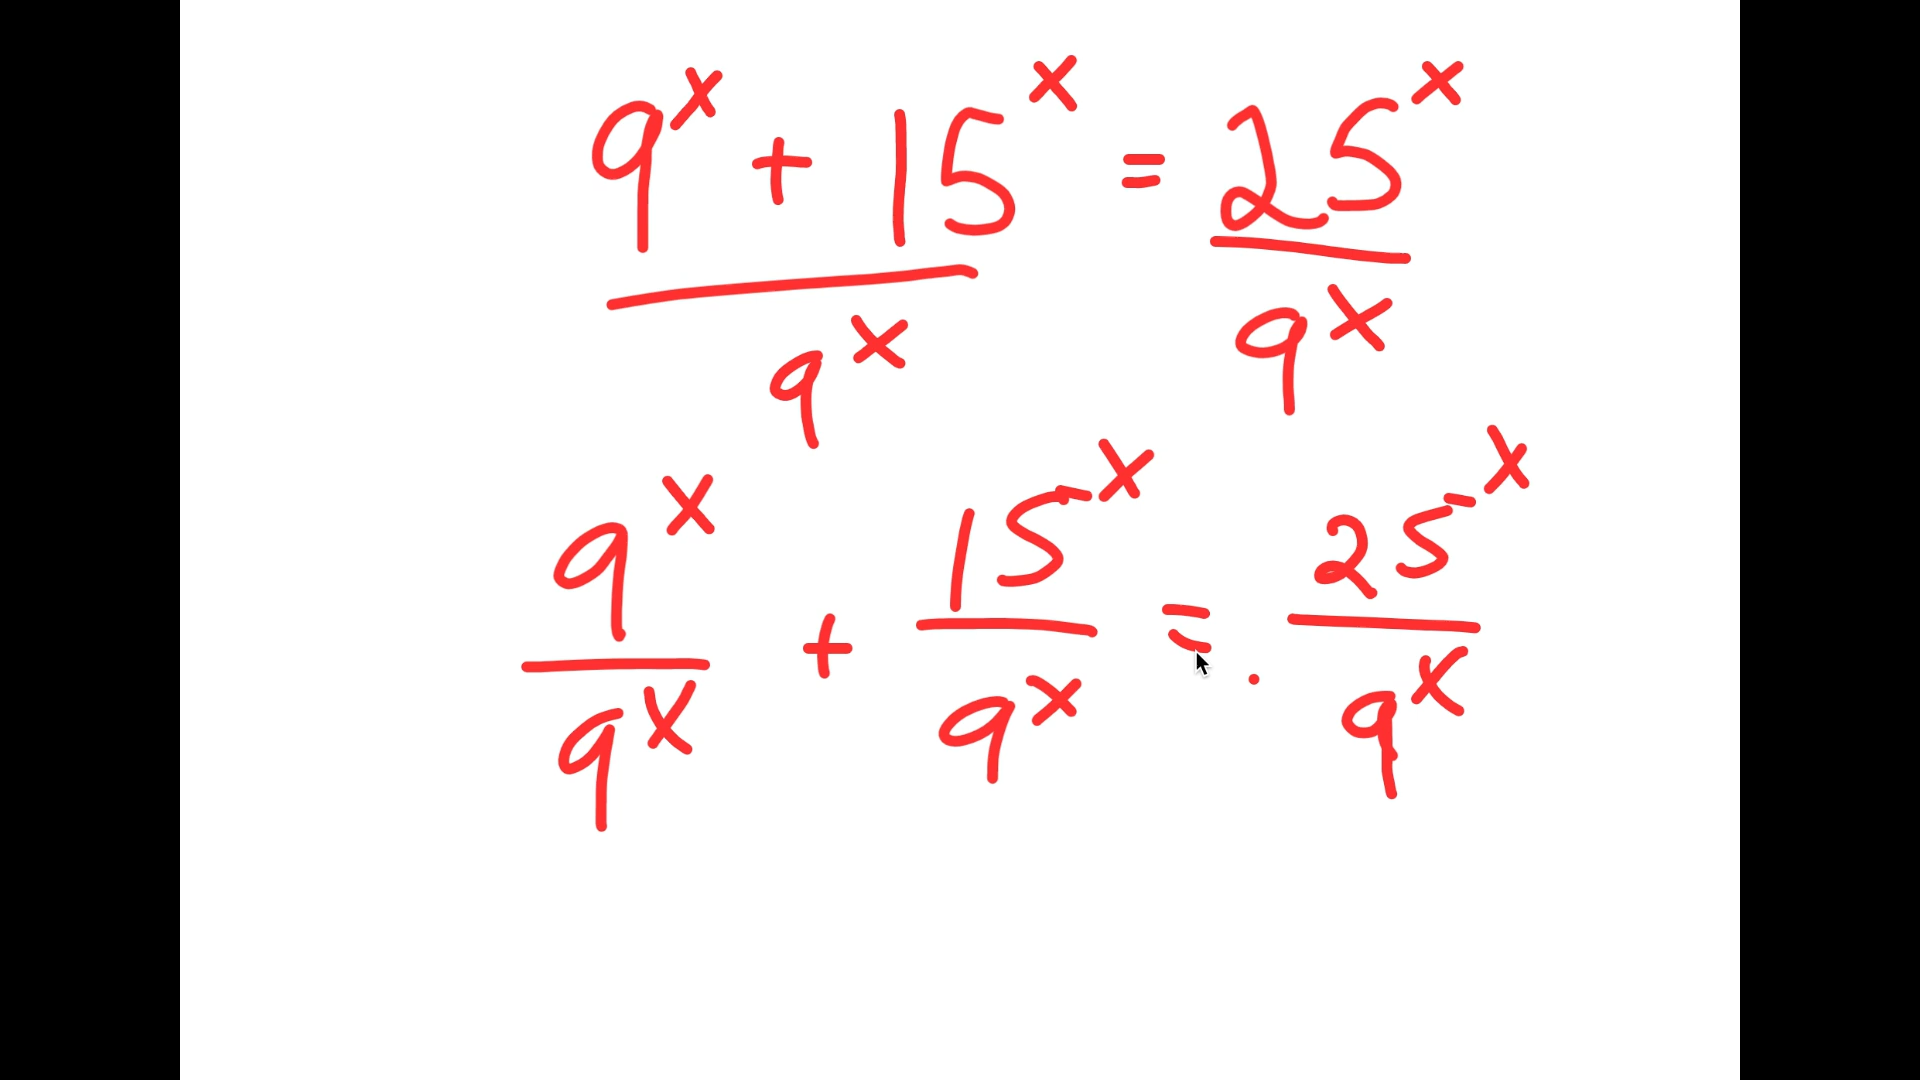 9^x + 15^x = 25^x
9^x 9^x
9^x + 15^x = . 25^x
9^x 9^x 9^x